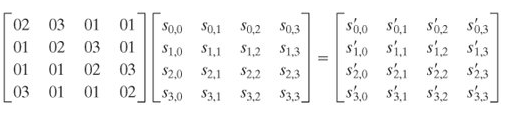 [02 03 01 01] [s0,0 s0,1 s0,2 s0,3] [s′0,0 s′0,1 s′0,2 s′0,3]
[01 02 03 01] [s1,0 s1,1 s1,2 s1,3] = [s′1,0 s′1,1 s′1,2 s′1,3]
[01 01 02 03] [s2,0 s2,1 s2,2 s2,3] [s′2,0 s′2,1 s′2,2 s′2,3]
[03 01 01 02] [s3,0 s3,1 s3,2 s3,3] [s′3,0 s′3,1 s′3,2 s′3,3]